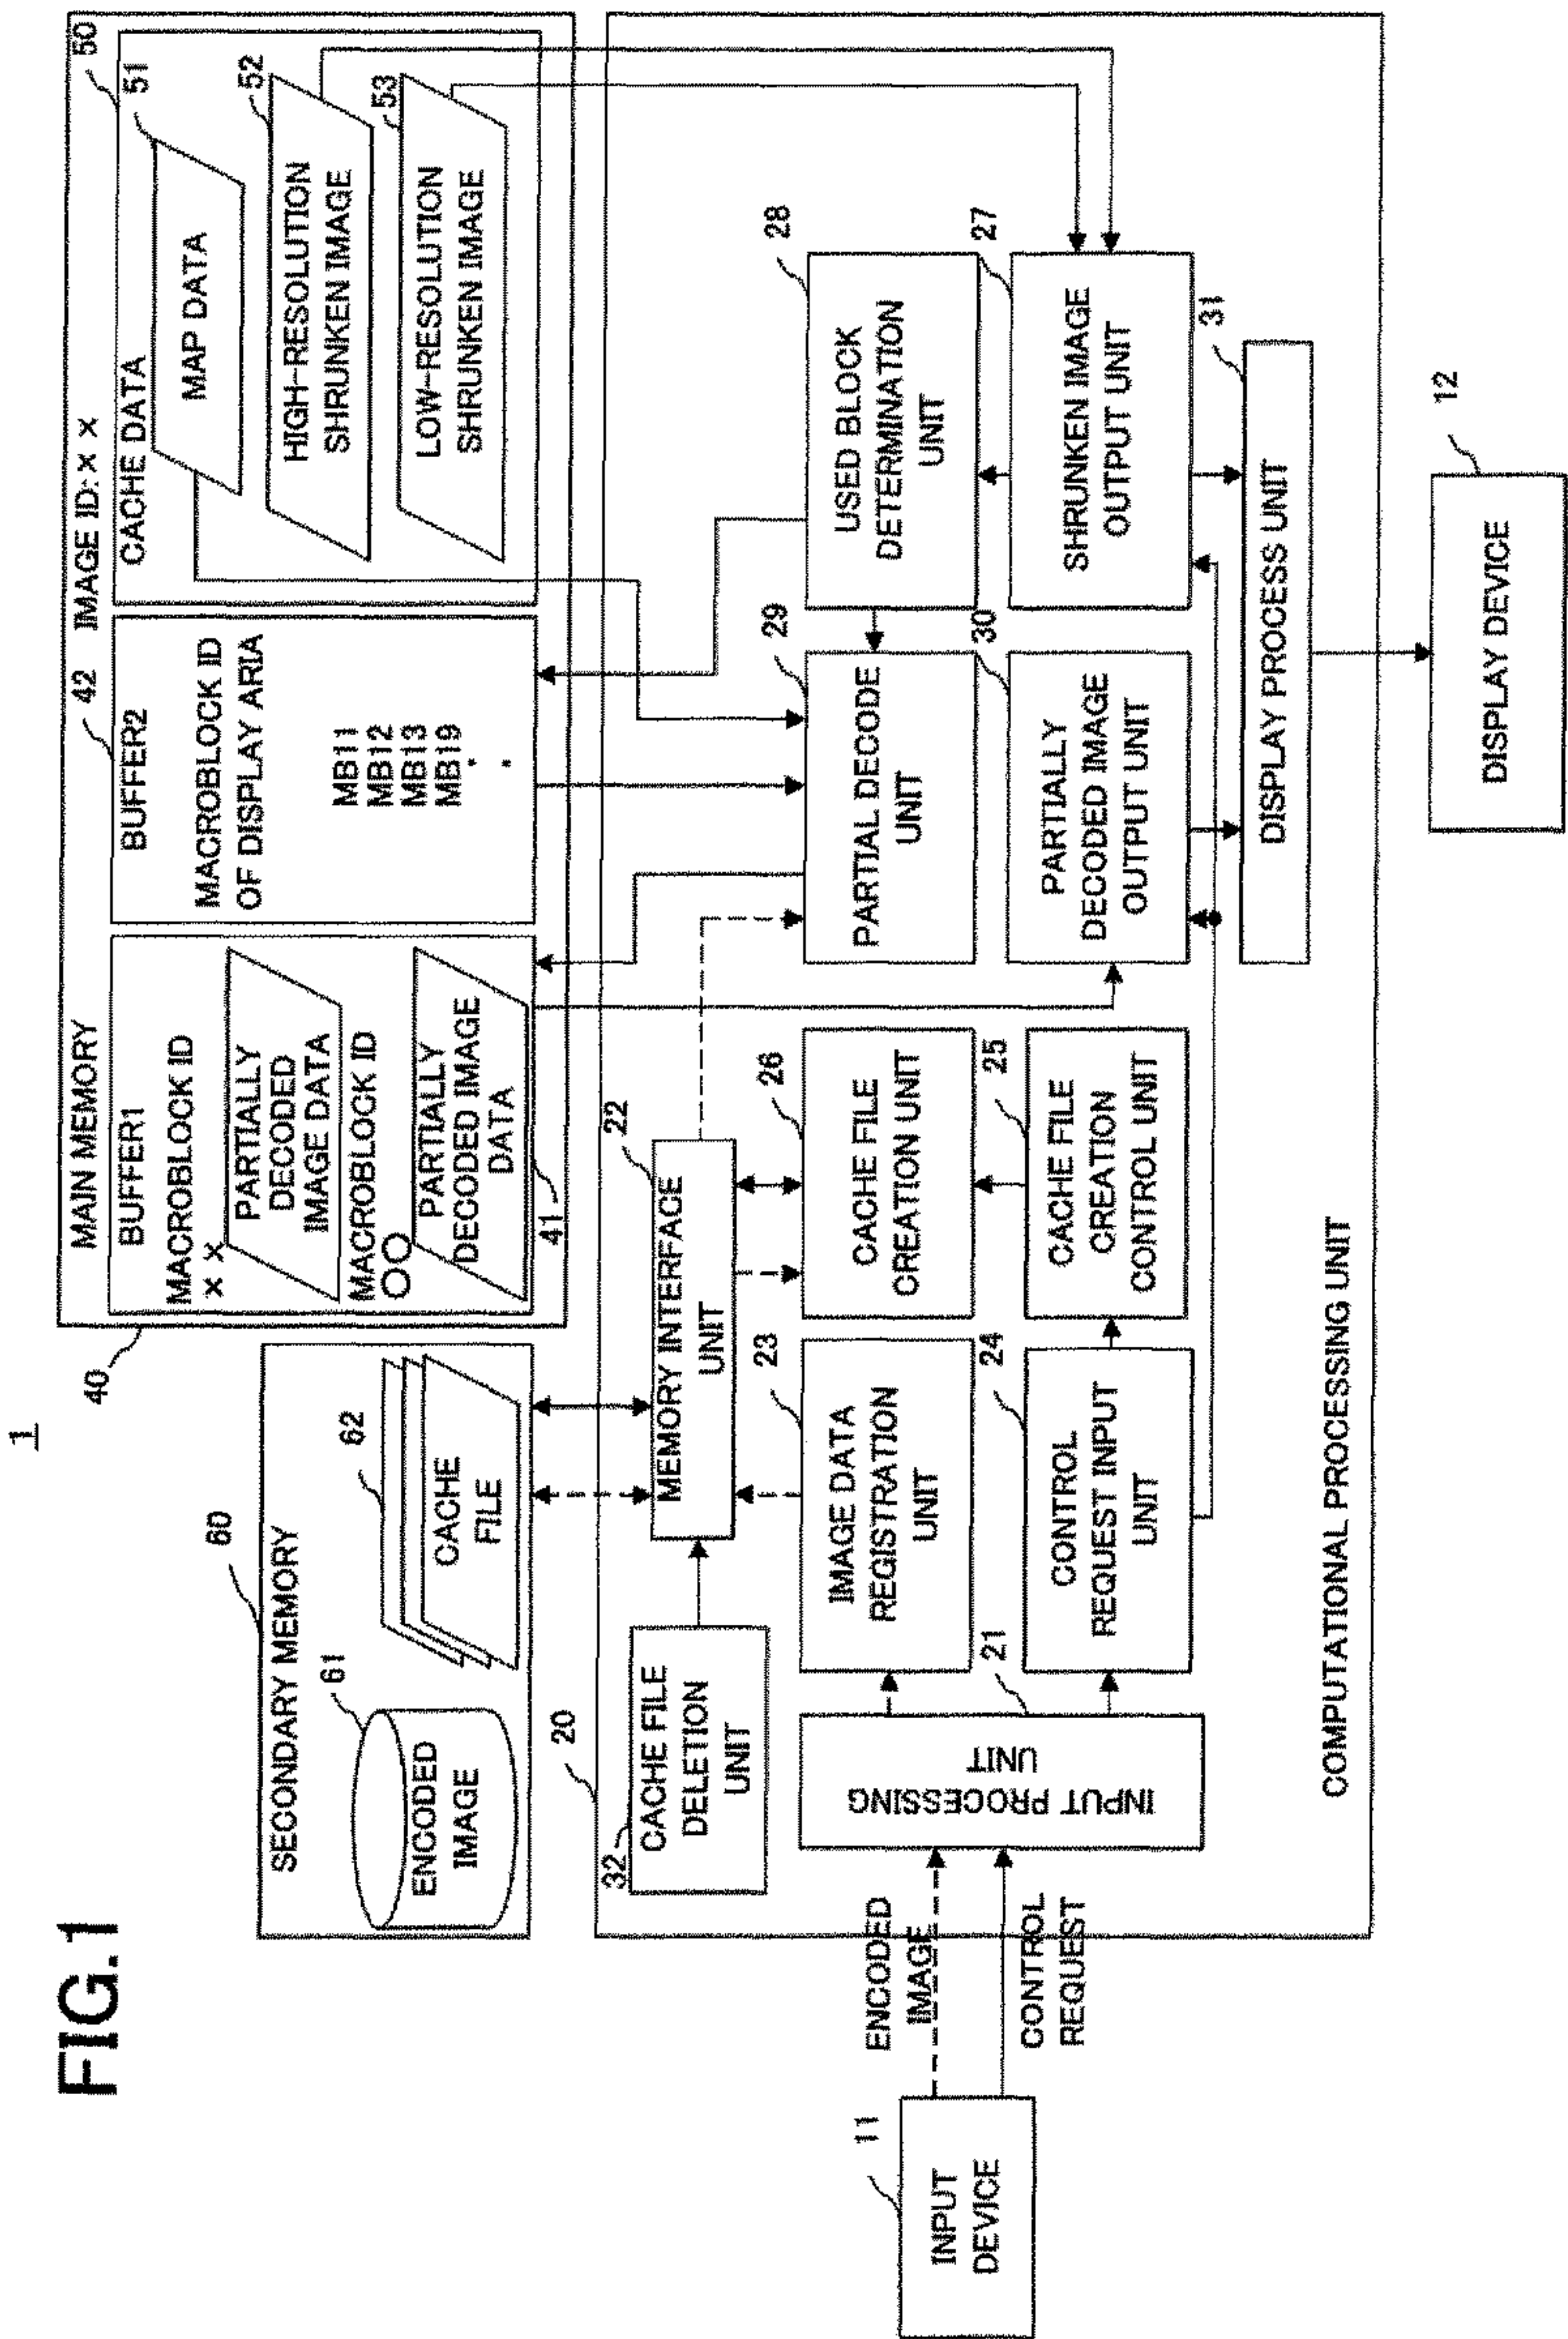 FIG.1
1
40
MAIN MEMORY
BUFFER1
MACROBLOCK ID
× ×
PARTIALLY
DECODED
IMAGE DATA
MACROBLOCK ID
○○
PARTIALLY
DECODED IMAGE
DATA
41
42
BUFFER2
MACROBLOCK ID
OF DISPLAY ARIA
MB11
MB12
MB13
MB19
IMAGE ID: × ×
50
CACHE DATA
51
MAP DATA
52
HIGH-RESOLUTION
SHRUNKEN IMAGE
53
LOW-RESOLUTION
SHRUNKEN IMAGE
60
SECONDARY MEMORY
61
ENCODED
IMAGE
62
CACHE
FILE
20
32
CACHE FILE
DELETION
UNIT
22
MEMORY INTERFACE
UNIT
INPUT PROCESSING
UNIT
21
23
IMAGE DATA
REGISTRATION
UNIT
24
CONTROL
REQUEST INPUT
UNIT
26
CACHE FILE
CREATION UNIT
25
CACHE FILE
CREATION
CONTROL UNIT
29
PARTIAL DECODE
UNIT
30
PARTIALLY
DECODED IMAGE
OUTPUT UNIT
28
USED BLOCK
DETERMINATION
UNIT
27
SHRUNKEN IMAGE
OUTPUT UNIT
31
DISPLAY PROCESS UNIT
COMPUTATIONAL PROCESSING UNIT
11
INPUT
DEVICE
ENCODED
IMAGE
CONTROL
REQUEST
12
DISPLAY DEVICE